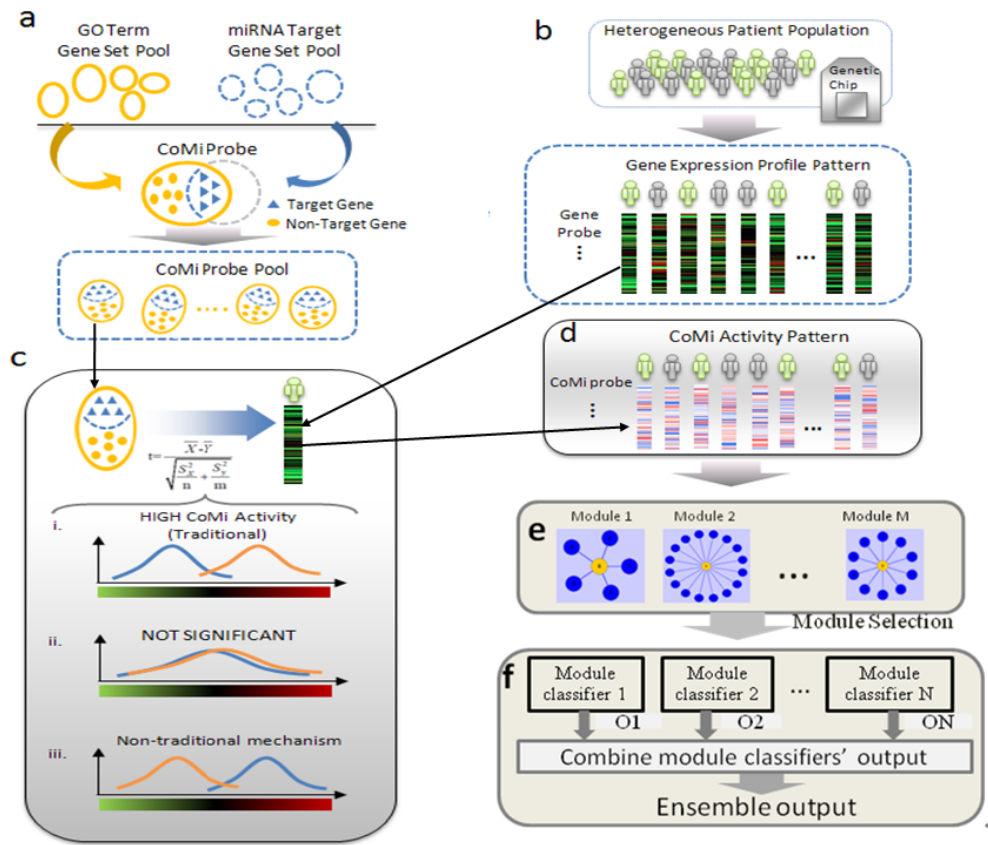 a
GO Term
Gene Set Pool
miRNA Target
Gene Set Pool
CoMi Probe
Target Gene
Non-Target Gene
CoMi Probe Pool
b
Heterogeneous Patient Population
Genetic
Chip
Gene Expression Profile Pattern
Gene
Probe
...
...
c
t= X̅-Y̅ / √(S²x/n + S²Y/m)
i.
HIGH CoMi Activity
(Traditional)
ii.
NOT SIGNIFICANT
iii.
Non-traditional mechanism
d
CoMi Activity Pattern
CoMi probe
...
...
e
Module 1
Module 2
Module M
...
Module Selection
f
Module
classifier 1
Module
classifier 2
...
Module
classifier N
O1
O2
ON
Combine module classifiers' output
Ensemble output